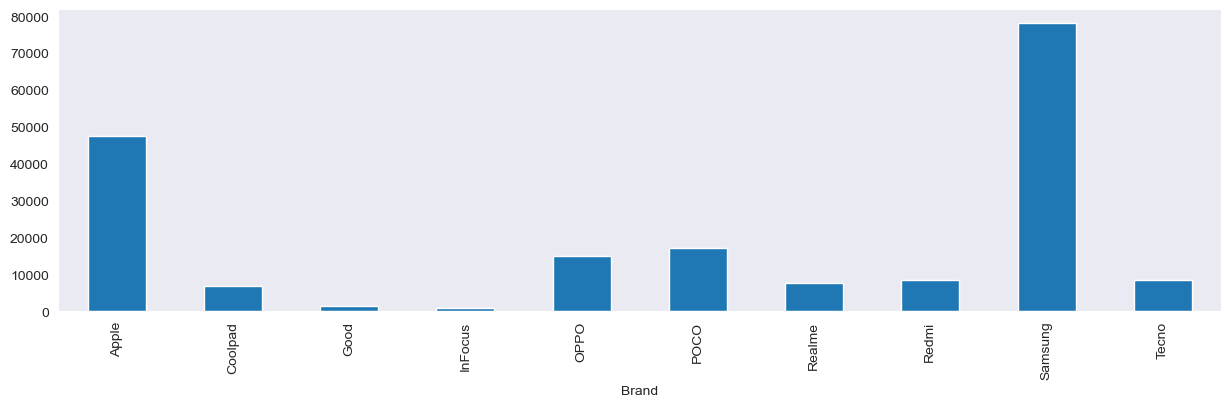 80000
70000
60000
50000
40000
30000
20000
10000
0
Apple
Coolpad
Good
InFocus
OPPO
POCO
Realme
Redmi
Samsung
Tecno
Brand